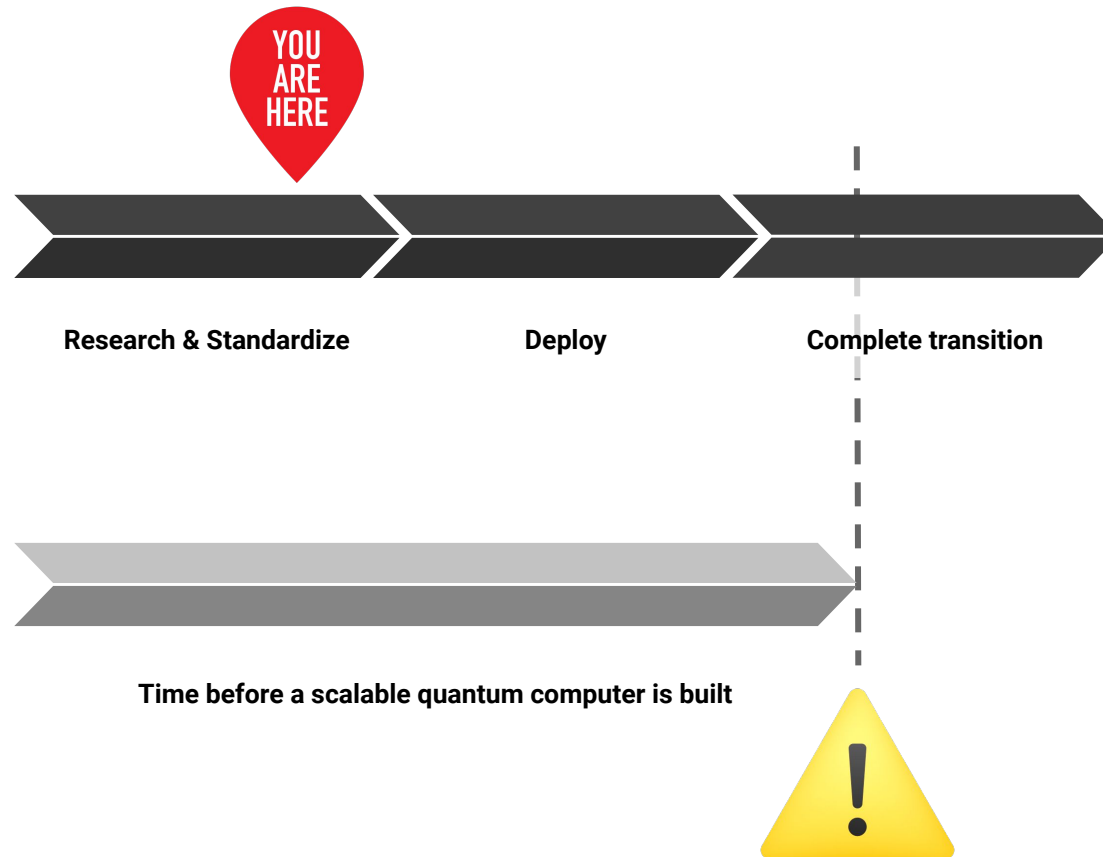 YOU
ARE
HERE
Research & Standardize
Deploy
Complete transition
Time before a scalable quantum computer is built